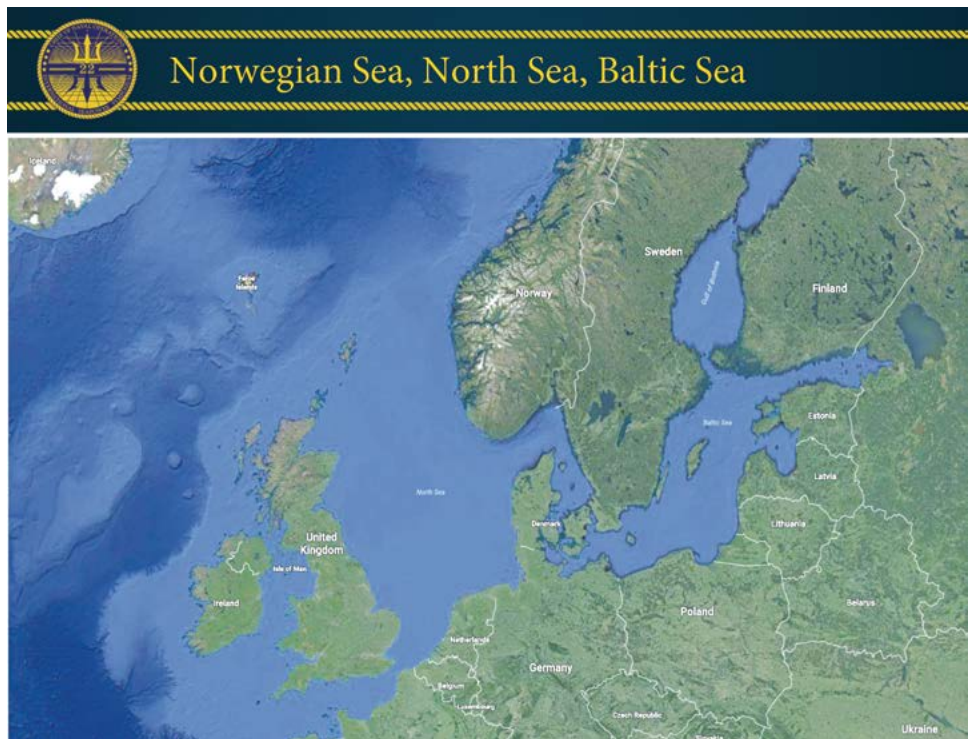 22
Norwegian Sea, North Sea, Baltic Sea
Iceland
Faroe
Islands
Norway
Sweden
Gulf of Bothnia
Finland
Baltic Sea
Estonia
Latvia
Lithuania
North Sea
Denmark
United
Kingdom
Isle of Man
Ireland
Belarus
Poland
Netherlands
Germany
Belgium
Luxembourg
Czech Republic
Ukraine
Slovakia